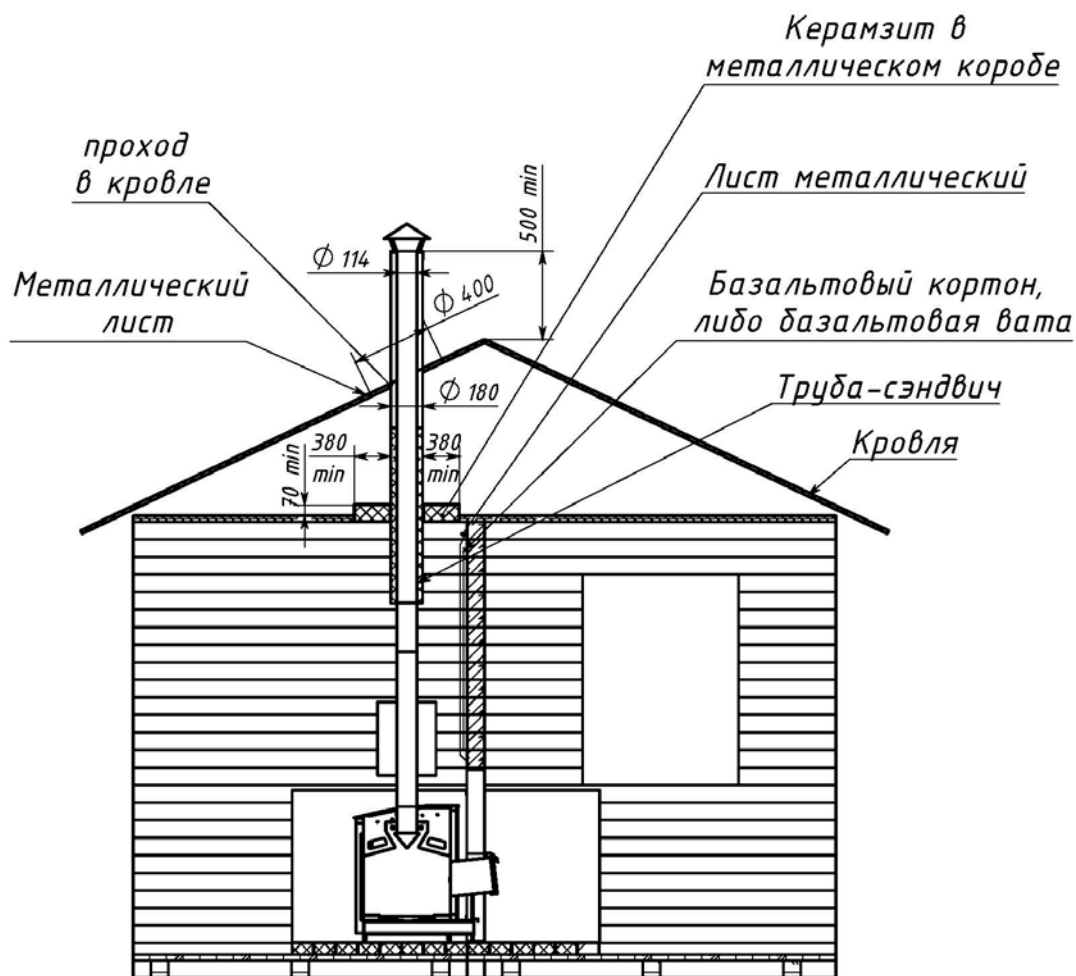 Керамзит в
металлическом коробе
проход
в кровле
Лист металлический
500 min
Ø 114
Ø 400
Металлический
лист
Базальтовый кортон,
либо базальтовая вата
Ø 180
Труба-сэндвич
380
min
380
min
Кровля
70 min